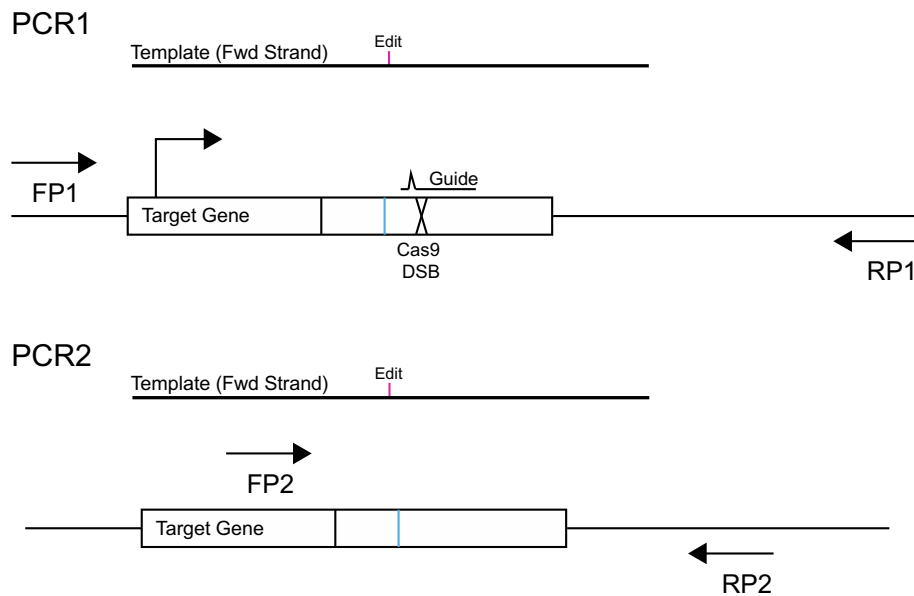 PCR1
Edit
Template (Fwd Strand)
FP1
Guide
Target Gene
Cas9
DSB
RP1
PCR2
Edit
Template (Fwd Strand)
FP2
Target Gene
RP2